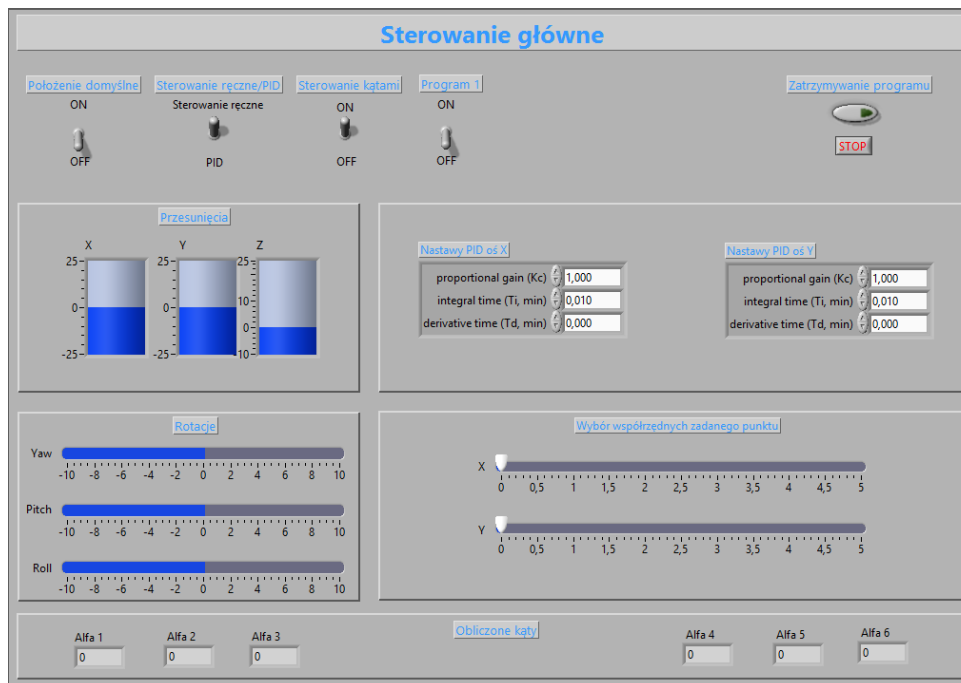 Sterowanie główne
Położenie domyślne
ON
OFF
Sterowanie ręczne/PID
Sterowanie ręczne
PID
Sterowanie kątami
ON
OFF
Program 1
ON
OFF
Zatrzymywanie programu
STOP
Przesunięcia
X
25
0
-25
Y
25
0
-25
Z
25
10
0
10
Nastawy PID oś X
proportional gain (Kc) 1,000
integral time (Ti, min) 0,010
derivative time (Td, min) 0,000
Nastawy PID oś Y
proportional gain (Kc) 1,000
integral time (Ti, min) 0,010
derivative time (Td, min) 0,000
Rotacje
Yaw
-10 -8 -6 -4 -2 0 2 4 6 8 10
Pitch
-10 -8 -6 -4 -2 0 2 4 6 8 10
Roll
-10 -8 -6 -4 -2 0 2 4 6 8 10
Wybór współrzędnych zadanego punktu
X
0 0,5 1 1,5 2 2,5 3 3,5 4 4,5 5
Y
0 0,5 1 1,5 2 2,5 3 3,5 4 4,5 5
Obliczone kąty
Alfa 1
0
Alfa 2
0
Alfa 3
0
Alfa 4
0
Alfa 5
0
Alfa 6
0